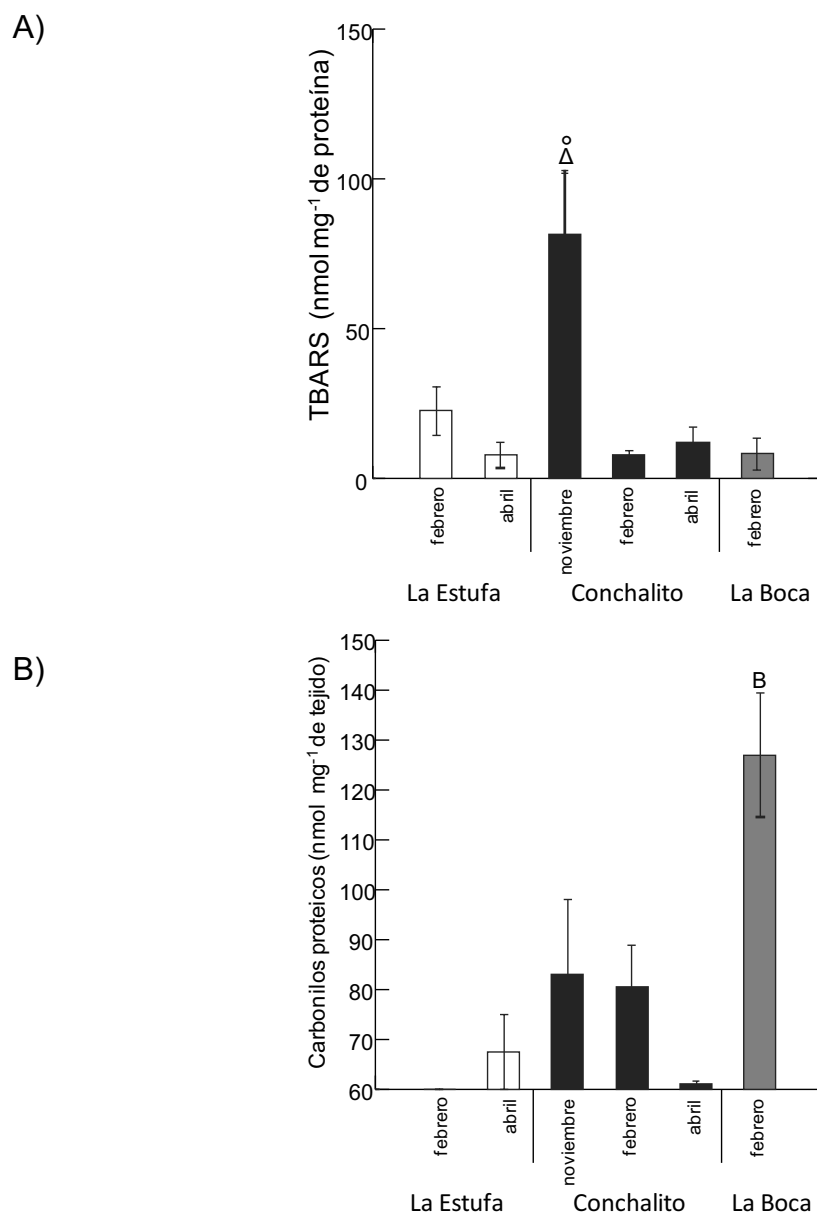 A)
TBARS (nmol mg⁻¹ de proteína)
150
100
50
0
°
Δ
febrero
abril
noviembre
febrero
abril
febrero
La Estufa
Conchalito
La Boca
B)
Carbonilos proteicos (nmol mg⁻¹ de tejido)
150
140
130
120
110
100
90
80
70
60
B
febrero
abril
noviembre
febrero
abril
febrero
La Estufa
Conchalito
La Boca